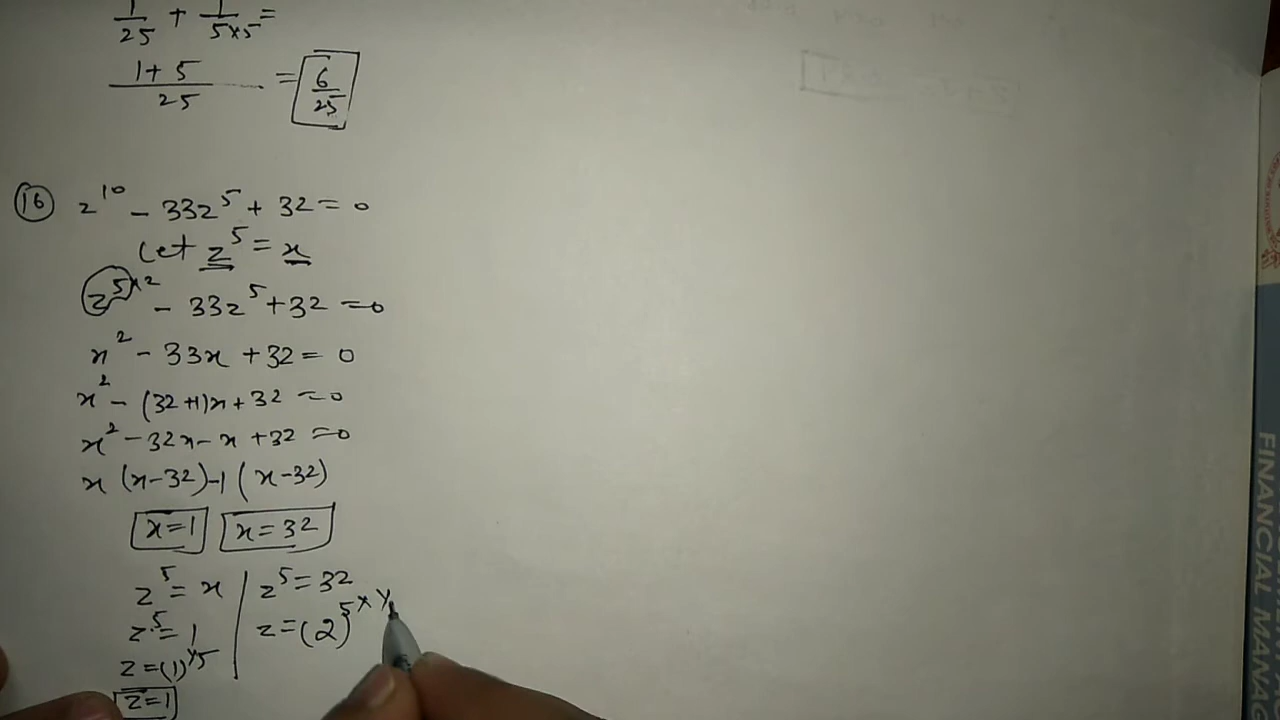 1/25 + 1/5×5 =
1+5/25 = 6/25
16 z^10 - 33z^5 + 32 = 0
Let z^5 = x
z^5×2 - 33z^5 + 32 = 0
x^2 - 33x + 32 = 0
x^2 - (32+1)x + 32 = 0
x^2 - 32x - x + 32 = 0
x (x-32) -1 (x-32)
x=1 x=32
z^5 = x | z^5 = 32
z^5 = 1 | z = (2)^5×
z = (1)^1/5
z=1
FINANCIAL MANAG